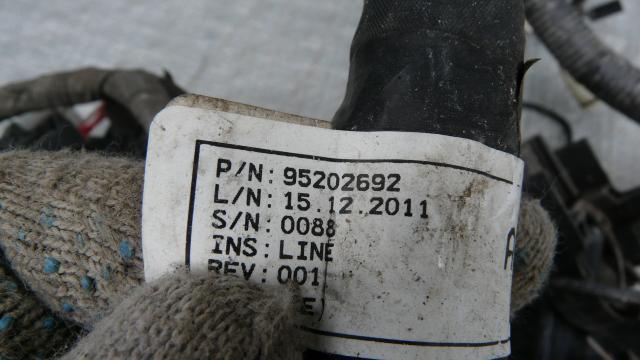 P/N: 95202692
L/N: 15.12.2011
S/N: 0088
INS: LINE
REV: 001